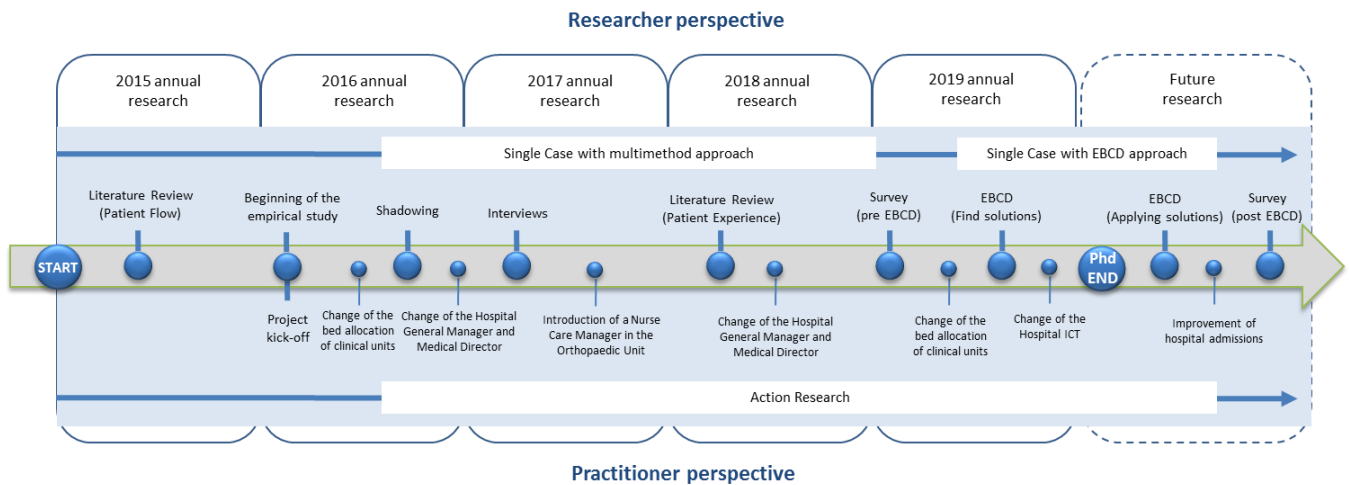 Researcher perspective
2015 annual
research
2016 annual
research
2017 annual
research
2018 annual
research
2019 annual
research
Future
research
Single Case with multimethod approach
Single Case with EBCD approach
Literature Review
(Patient Flow)
Beginning of the
empirical study
Shadowing
Interviews
Literature Review
(Patient Experience)
Survey
(pre EBCD)
EBCD
(Find solutions)
EBCD
(Applying solutions)
Survey
(post EBCD)
START
Phd
END
Project
kick-off
Change of the
bed allocation
of clinical units
Change of the Hospital
General Manager and
Medical Director
Introduction of a Nurse
Care Manager in the
Orthopaedic Unit
Change of the Hospital
General Manager and
Medical Director
Change of the
bed allocation
of clinical units
Change of the
Hospital ICT
Improvement of
hospital admissions
Action Research
Practitioner perspective